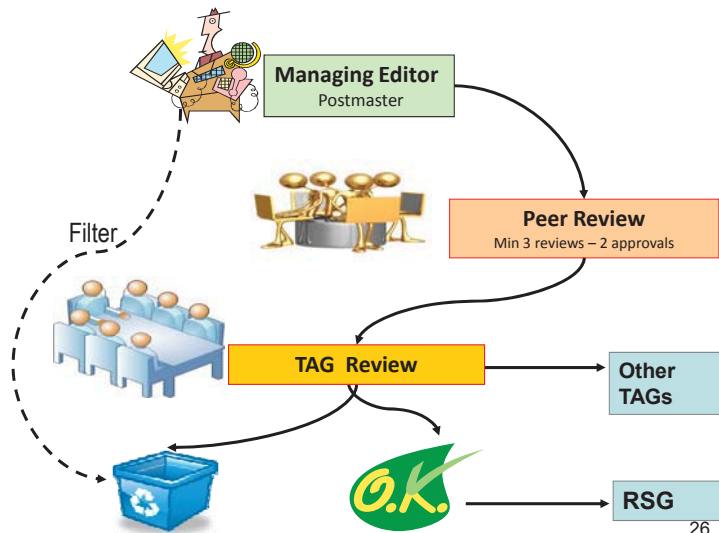 Managing Editor
Postmaster
Peer Review
Min 3 reviews – 2 approvals
Filter
TAG Review
Other
TAGs
O.K.
RSG
26